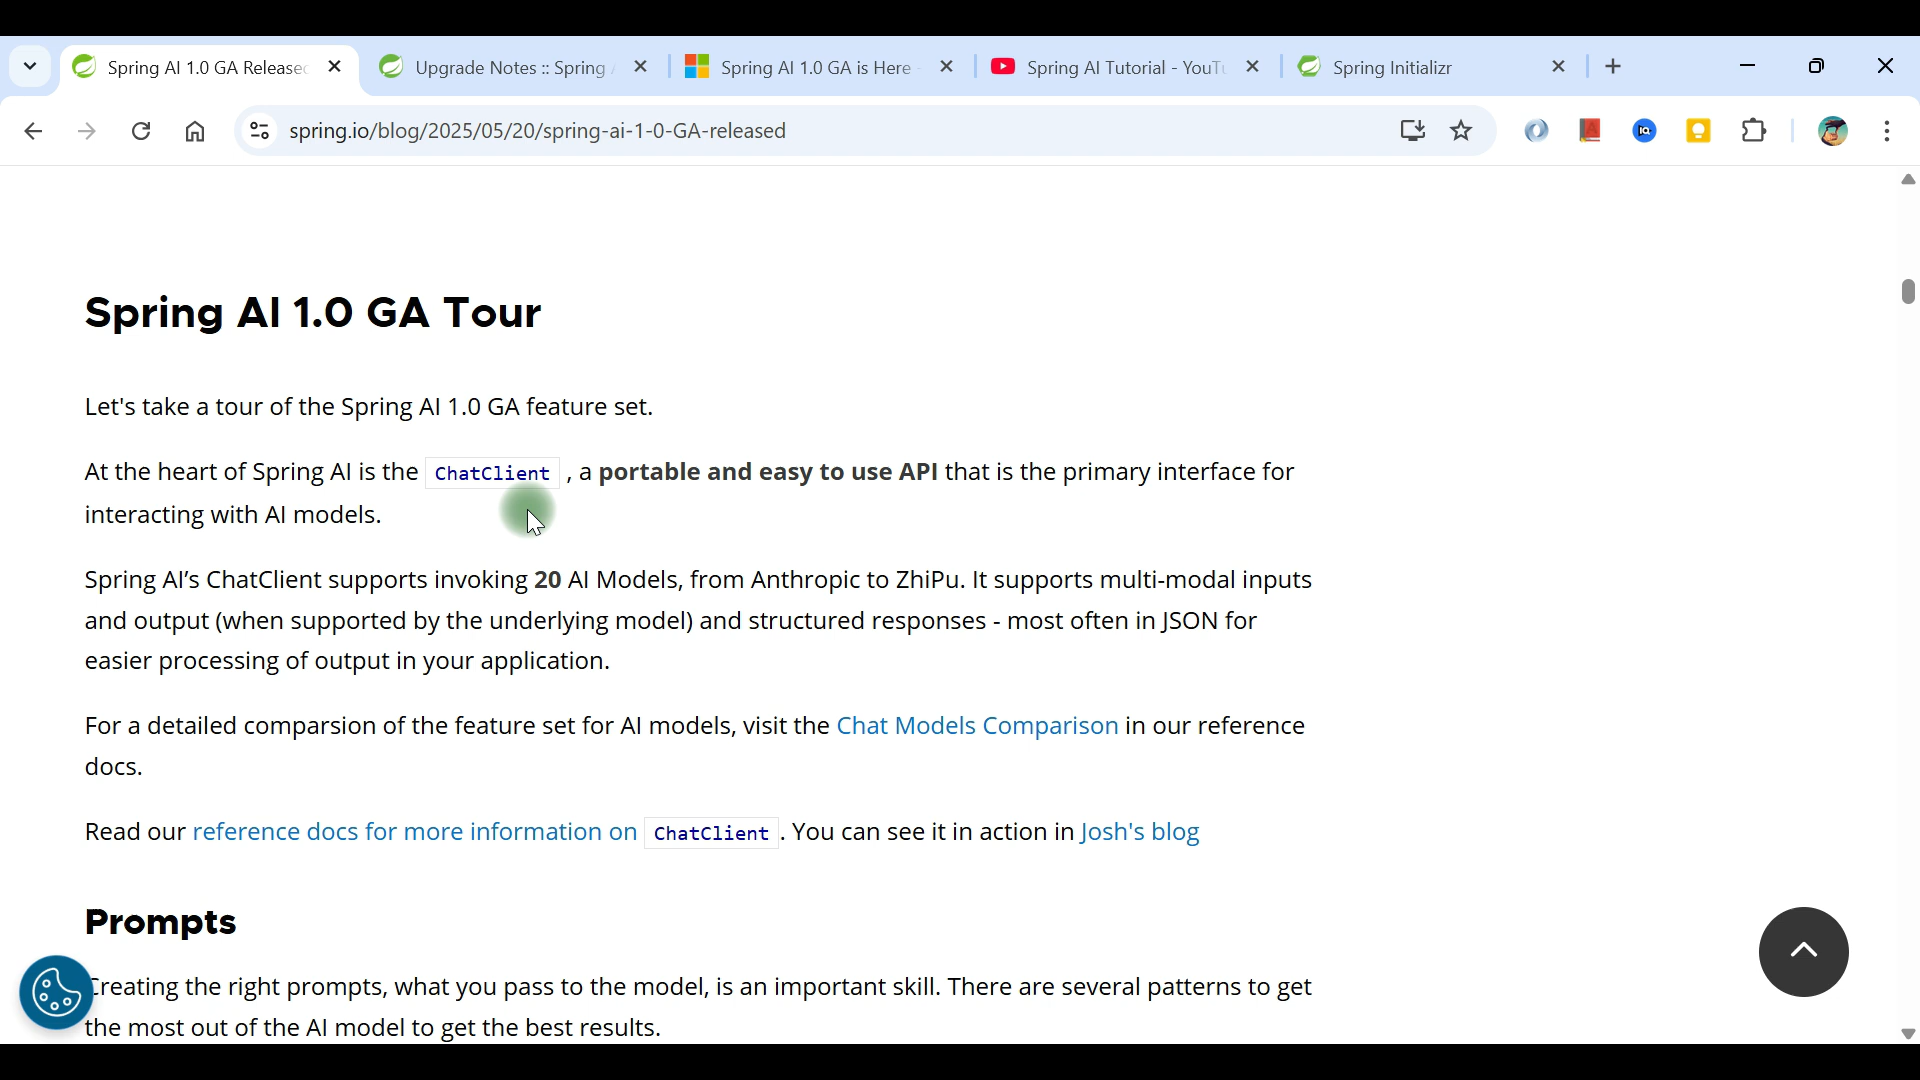 Spring AI 1.0 GA Released
Upgrade Notes :: Spring
Spring AI 1.0 GA is Here -
Spring AI Tutorial - YouTu
Spring Initializr
spring.io/blog/2025/05/20/spring-ai-1-0-GA-released
Spring AI 1.0 GA Tour
Let's take a tour of the Spring AI 1.0 GA feature set.
At the heart of Spring AI is the ChatClient , a portable and easy to use API that is the primary interface for
interacting with AI models.
Spring AI’s ChatClient supports invoking 20 AI Models, from Anthropic to ZhiPu. It supports multi-modal inputs
and output (when supported by the underlying model) and structured responses - most often in JSON for
easier processing of output in your application.
For a detailed comparsion of the feature set for AI models, visit the Chat Models Comparison in our reference
docs.
Read our reference docs for more information on ChatClient . You can see it in action in Josh's blog
Prompts
Creating the right prompts, what you pass to the model, is an important skill. There are several patterns to get
the most out of the AI model to get the best results.